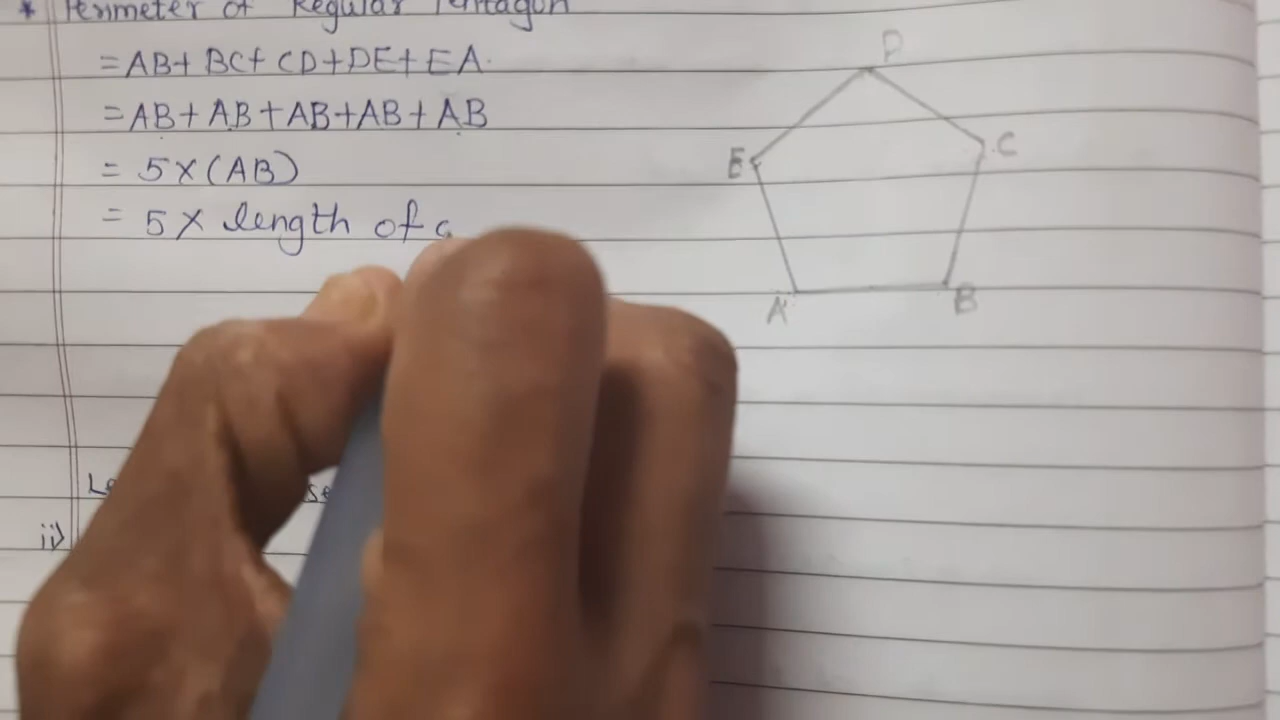 * Perimeter of Regular Pentagon
= AB+ BC+ CD+DE+ EA.
= AB+ AB + AB+AB+ AB
= 5×(AB)
= 5× length of
D
E
C
A
B
ii)